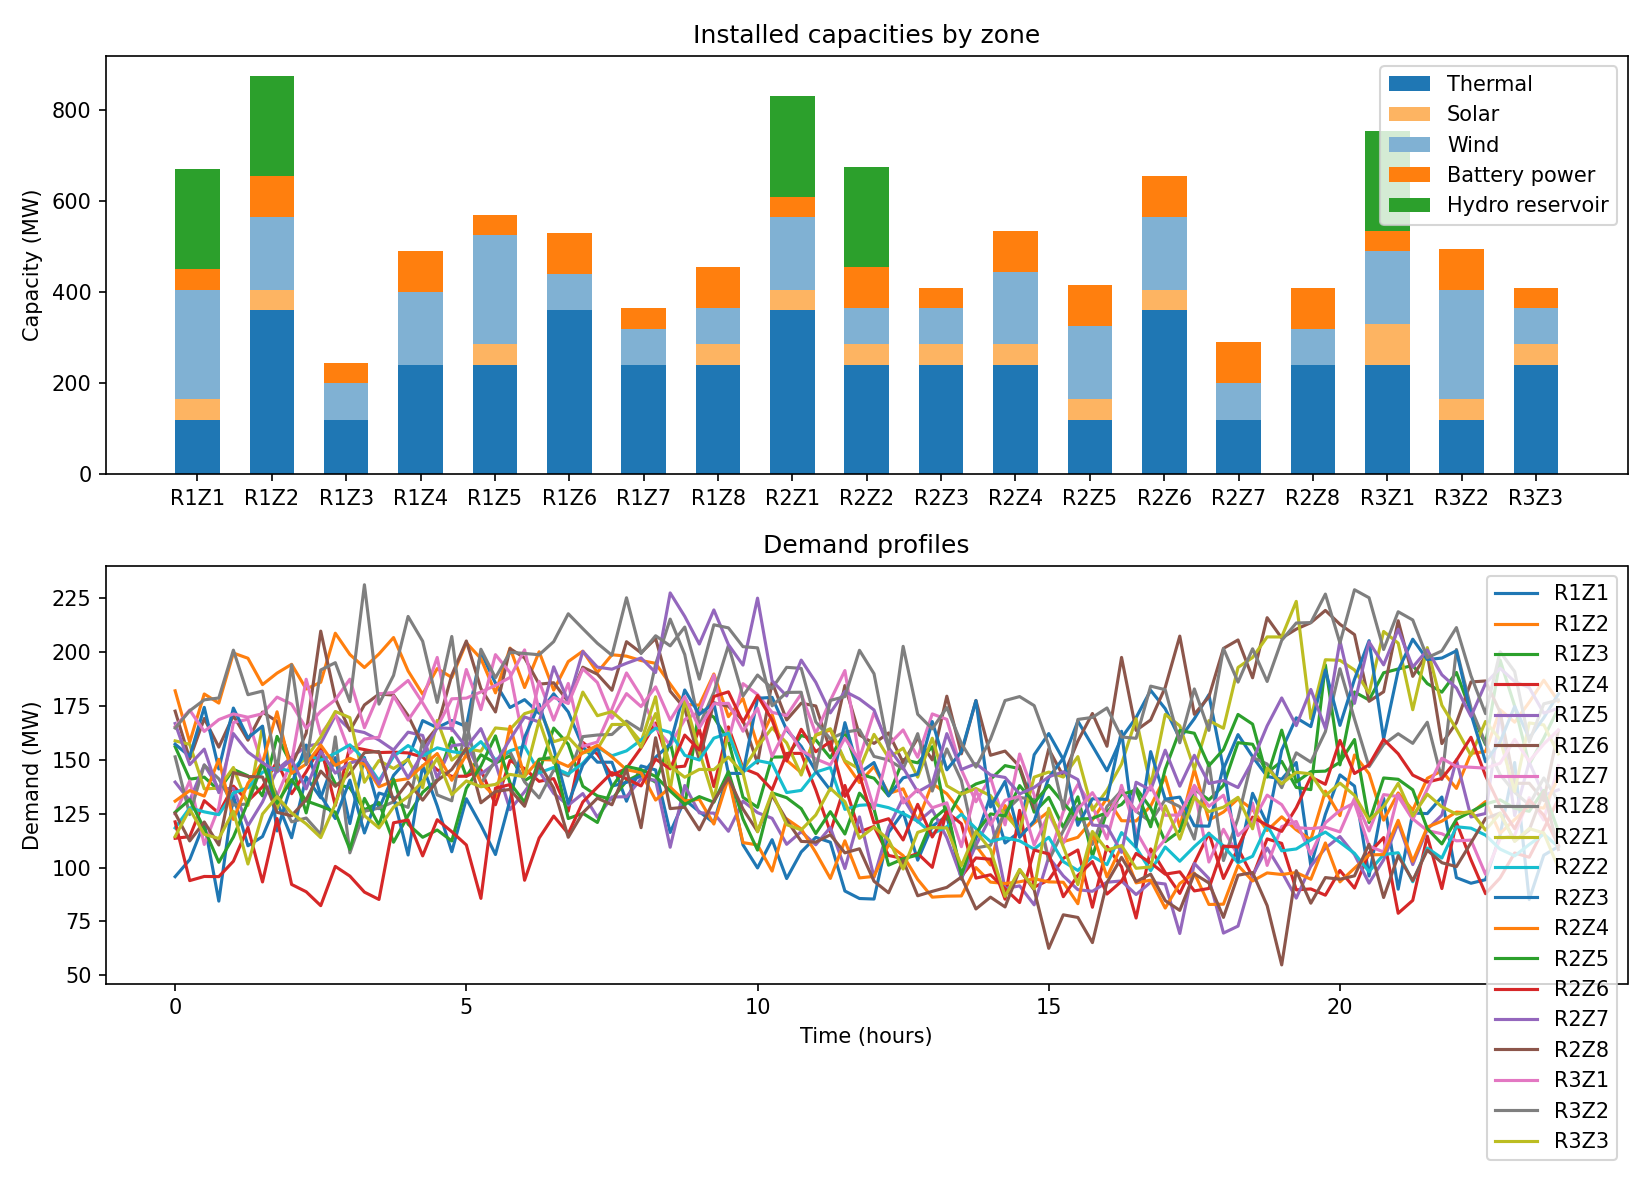 Installed capacities by zone
Capacity (MW)
800
600
400
200
0
Thermal
Solar
Wind
Battery power
Hydro reservoir
R1Z1 R1Z2 R1Z3 R1Z4 R1Z5 R1Z6 R1Z7 R1Z8 R2Z1 R2Z2 R2Z3 R2Z4 R2Z5 R2Z6 R2Z7 R2Z8 R3Z1 R3Z2 R3Z3
Demand profiles
Demand (MW)
225
200
175
150
125
100
75
50
R1Z1
R1Z2
R1Z3
R1Z4
R1Z5
R1Z6
R1Z7
R1Z8
R2Z1
R2Z2
R2Z3
R2Z4
R2Z5
R2Z6
R2Z7
R2Z8
R3Z1
R3Z2
R3Z3
0 5 10 15 20
Time (hours)